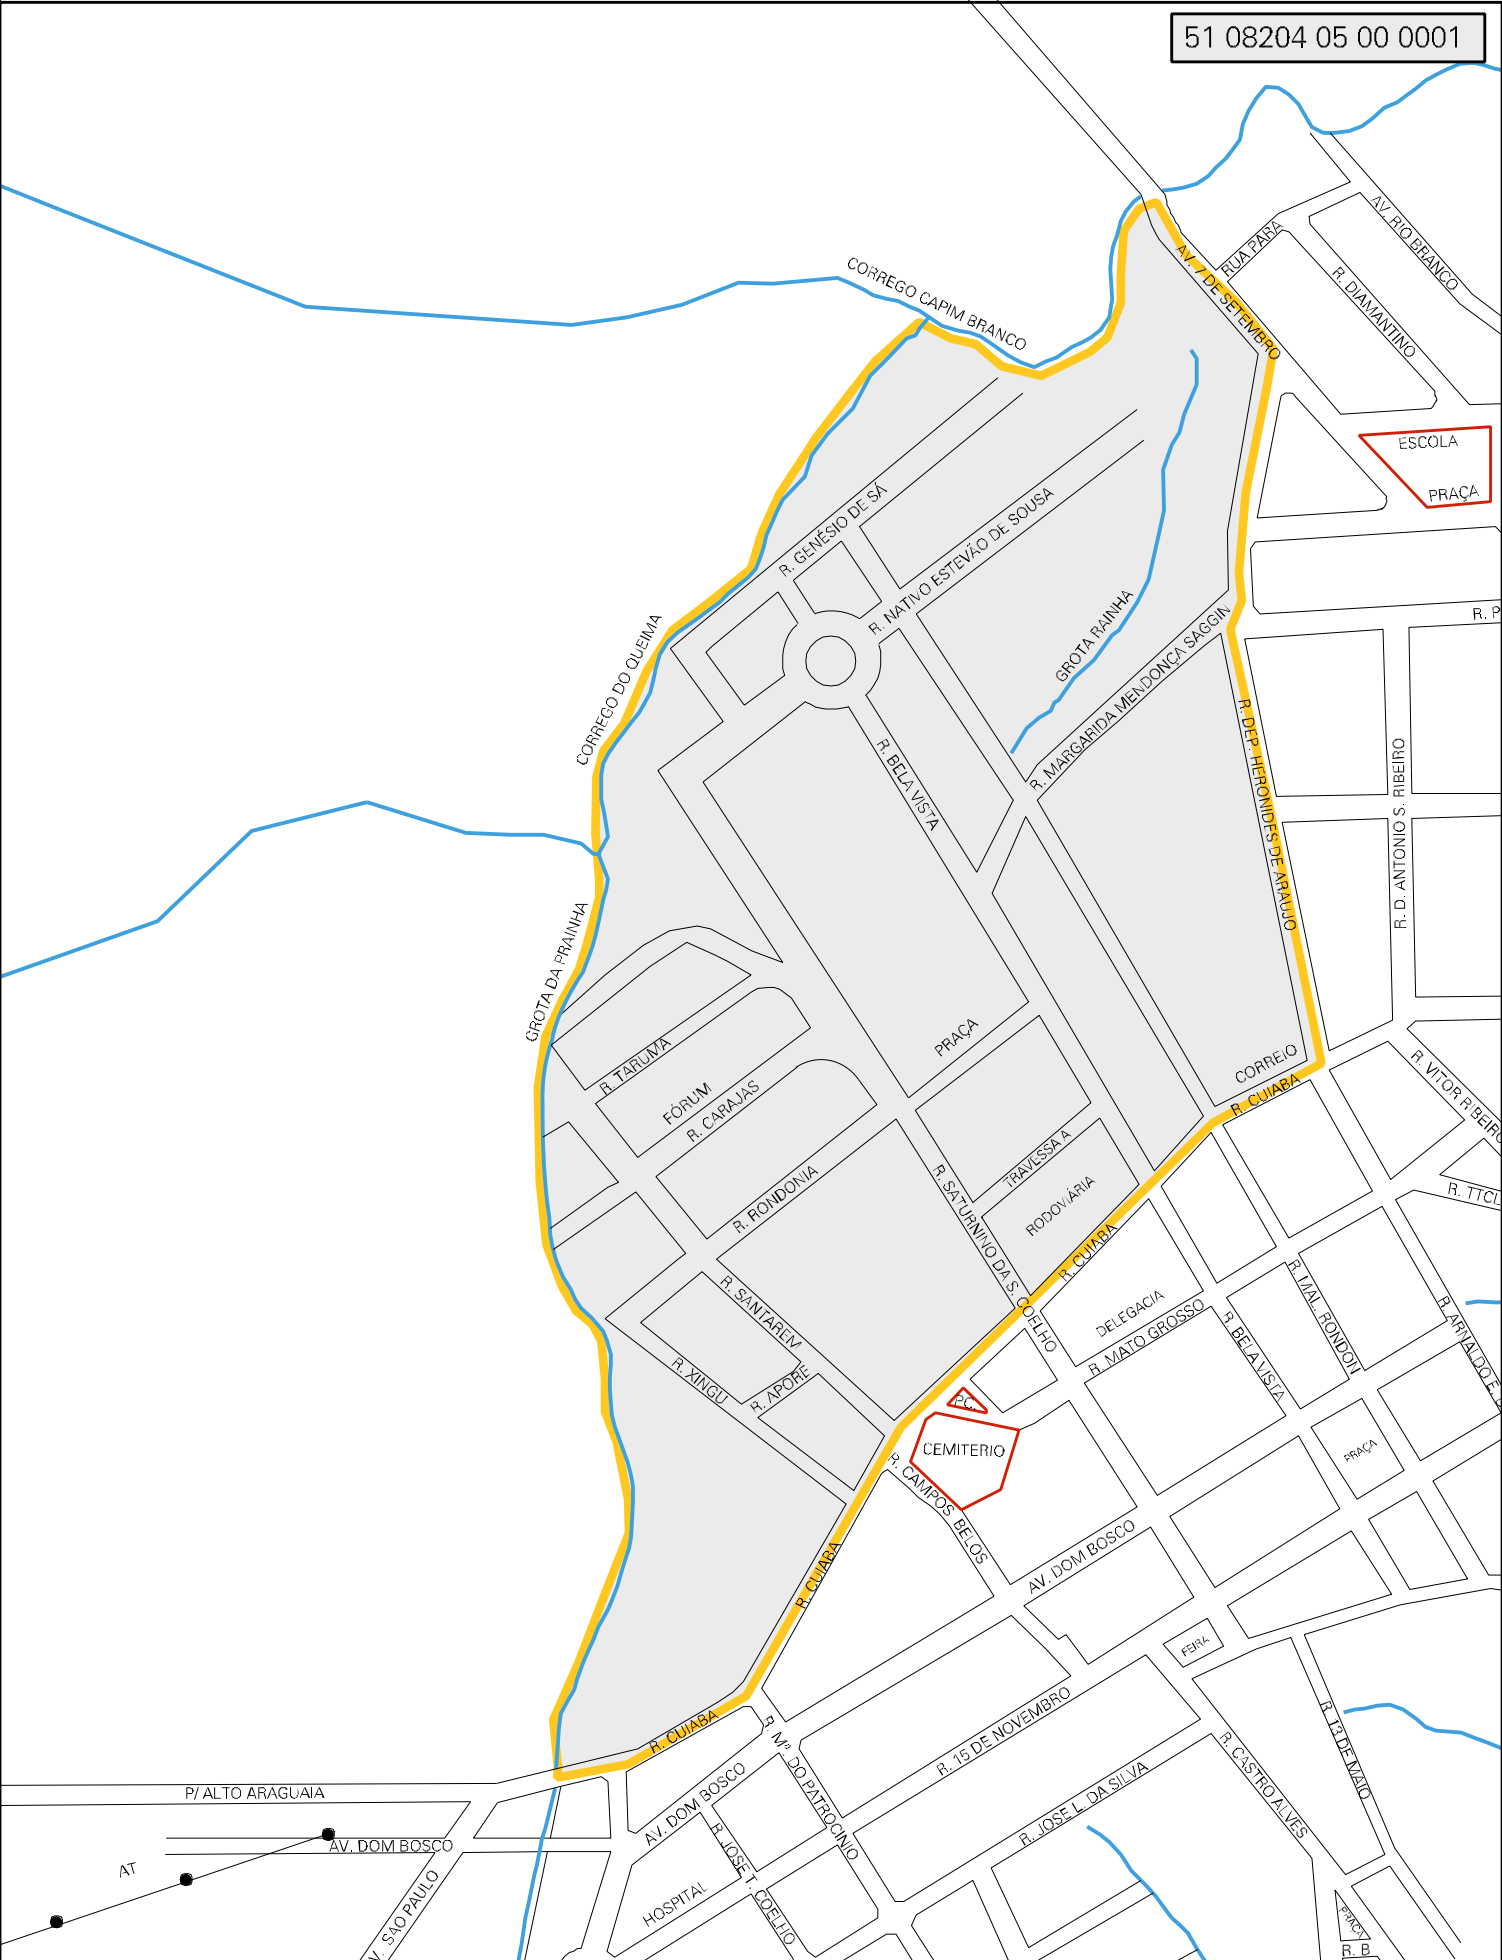 51 08204 05 00 0001
AV. RIO BRANCO
RUA PARA
AV. 7 DE SETEMBRO
R. DIAMANTINO
CORREGO CAPIM BRANCO
ESCOLA
PRAÇA
R. GENÉSIO DE SÁ
R. NATIVO ESTEVÃO DE SOUSA
GROTA RAINHA
R. MARGARIDA MENDONÇA SAGGIN
R. P
CORREGO DO QUEIMA
R. BELA VISTA
R. DEP. HERONIDES DE ARAUJO
R. D. ANTONIO S. RIBEIRO
GROTA DA PRAINHA
R. TARUMA
PRAÇA
CORREIO
R. CUIABA
R. VITOR RIBEIRO
FÓRUM
R. CARAJAS
TRAVESSA A
R. RONDONIA
R. SATURNINO DA S. COELHO
RODOVIÁRIA
R. CUIABA
R. SANTAREM
DELEGACIA
R. MATO GROSSO
R. MAL. RONDON
R. BELA VISTA
R. XINGU
R. APORE
PC.
CEMITERIO
PRAÇA
R. CAMPOS BELOS
AV. DOM BOSCO
R. CUIABA
FEIRA
R. 15 DE NOVEMBRO
R. 13 DE MAIO
R. CUIABA
R. Mª. DO PATROCINIO
R. CASTRO ALVES
R. JOSE L. DA SILVA
P/ ALTO ARAGUAIA
AV. DOM BOSCO
AV. DOM BOSCO
AT
R. JOSE T. COELHO
HOSPITAL
SAO PAULO
PRAÇA
R. B